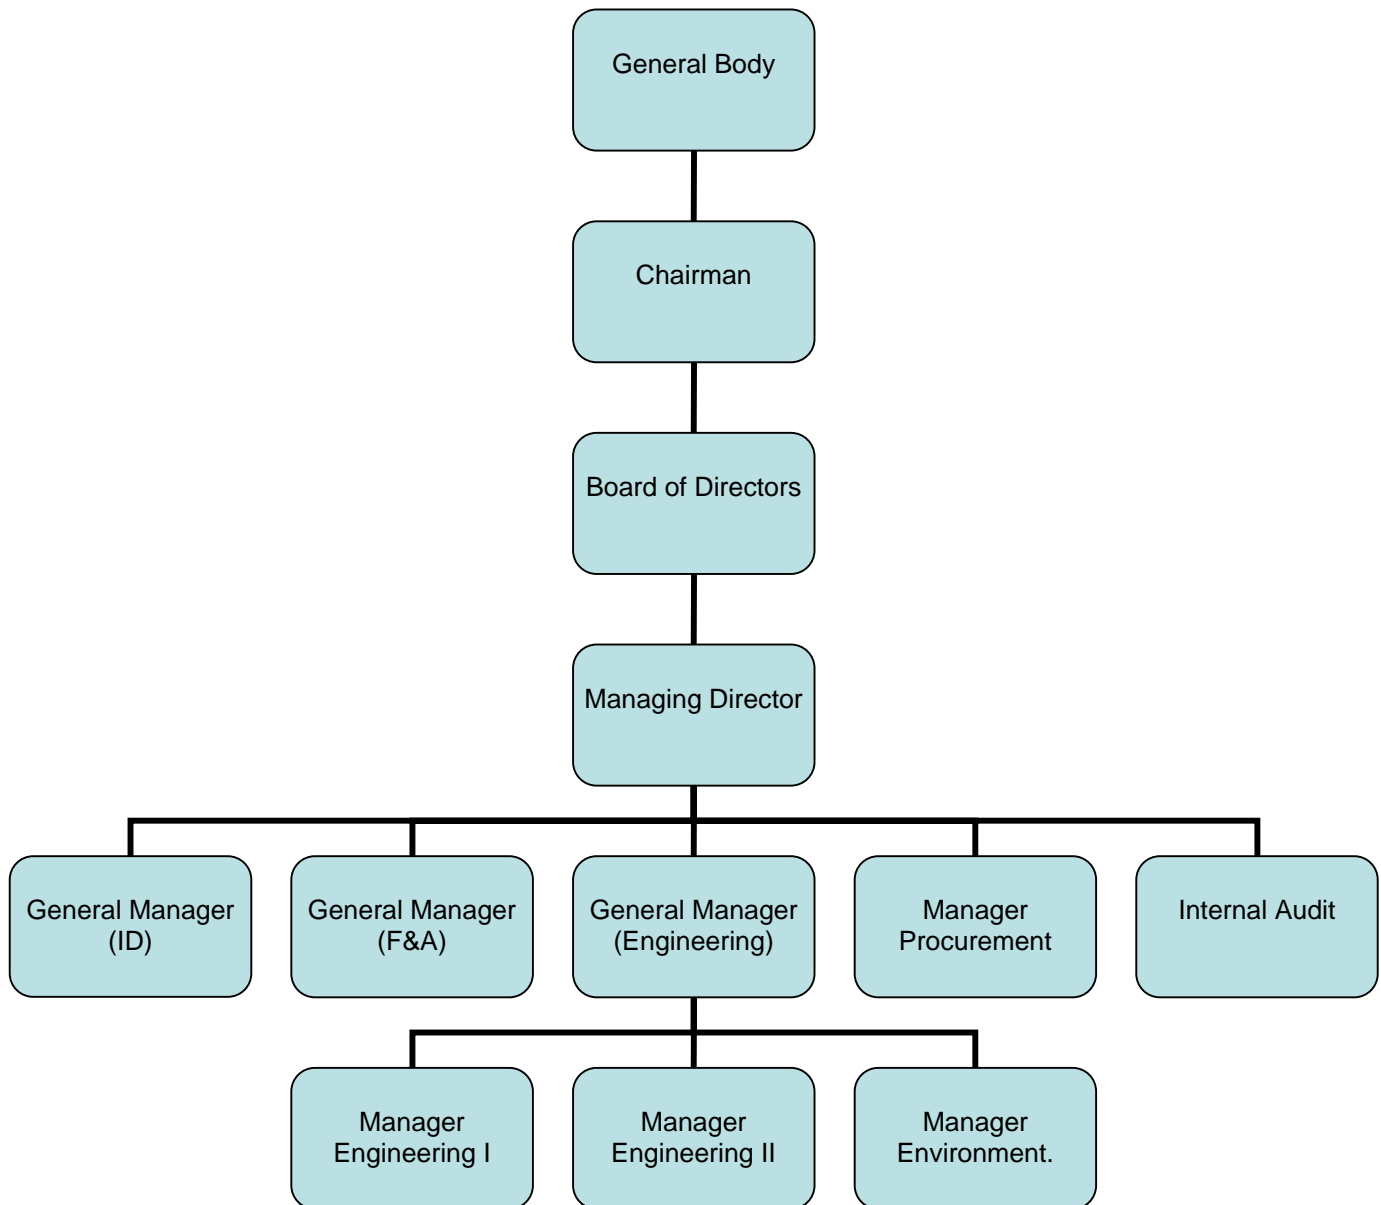 General Body
Chairman
Board of Directors
Managing Director
General Manager
(ID)
General Manager
(F&A)
General Manager
(Engineering)
Manager
Procurement
Internal Audit
Manager
Engineering I
Manager
Engineering II
Manager
Environment.